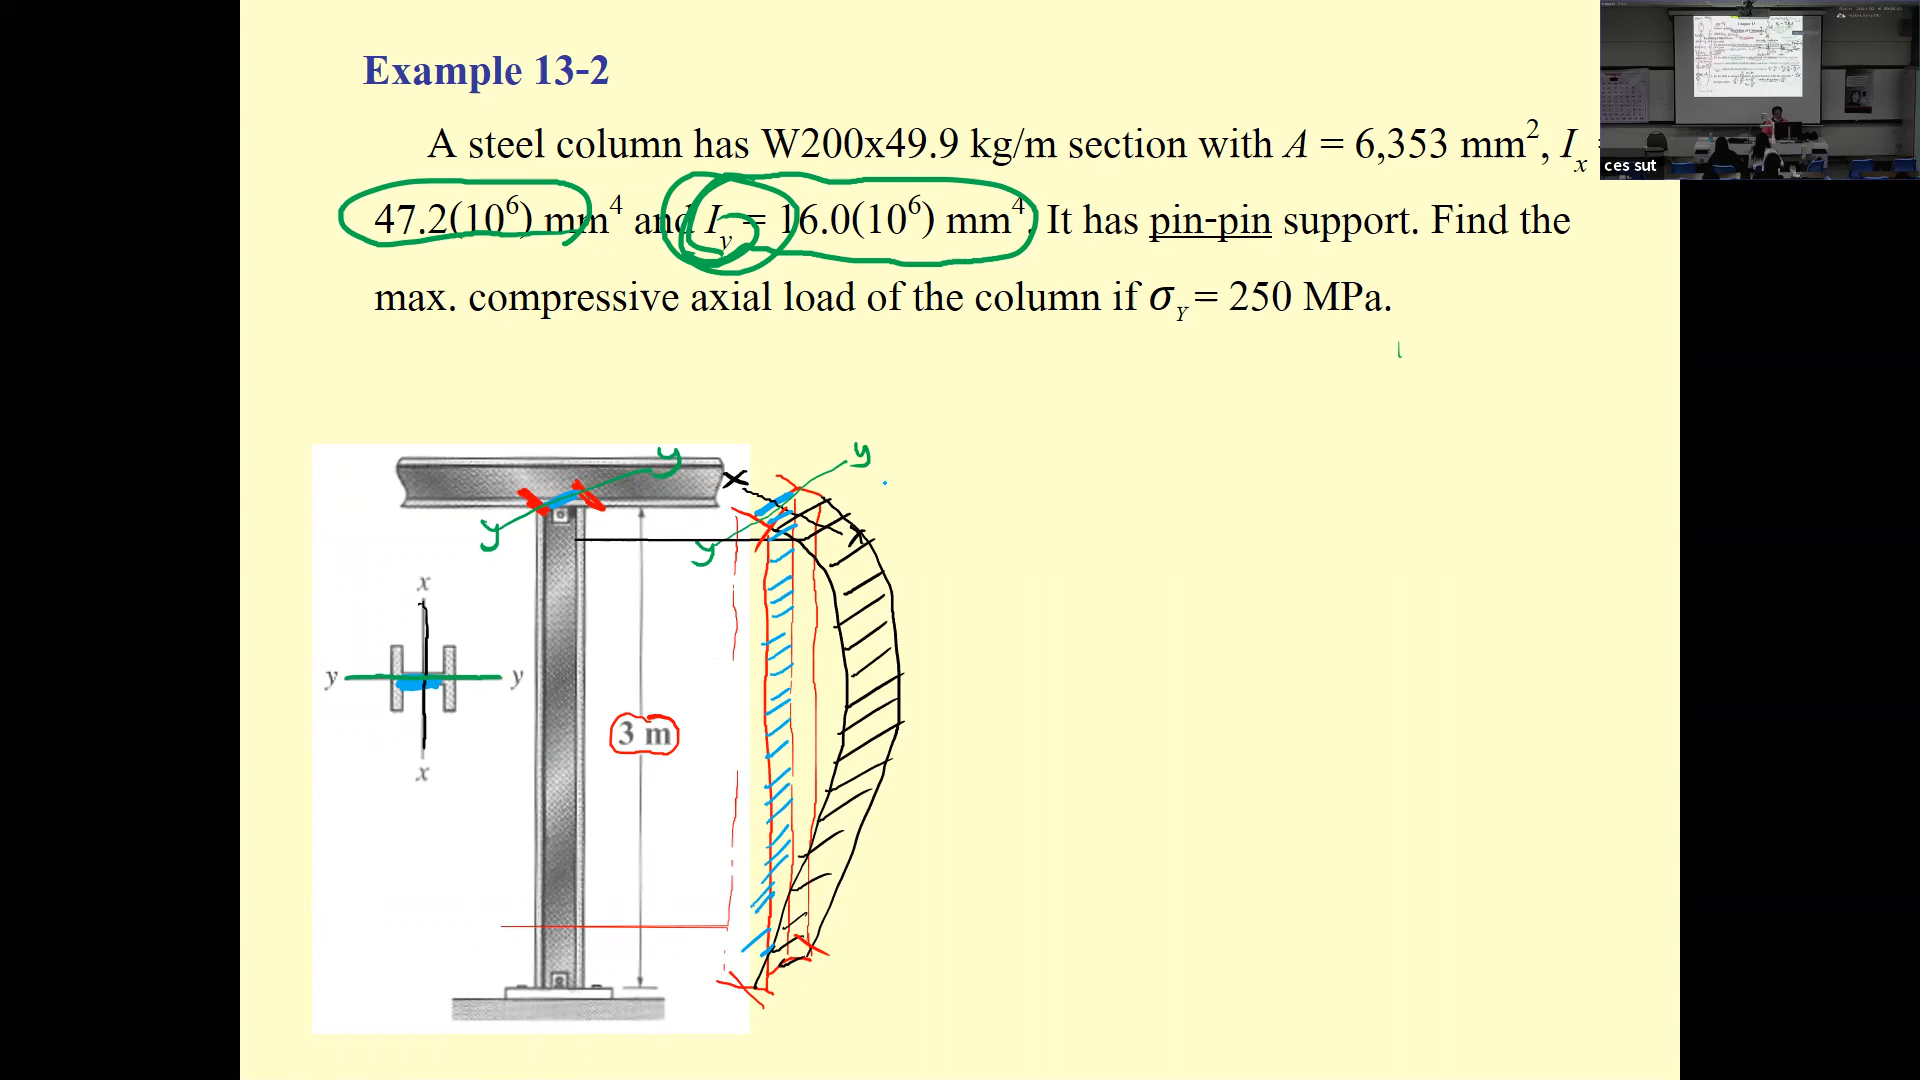 Example 13-2
A steel column has W200x49.9 kg/m section with A = 6,353 mm², Iₓ
47.2(10⁶) mm⁴ and I_y = 16.0(10⁶) mm⁴. It has pin-pin support. Find the
max. compressive axial load of the column if σ_Y = 250 MPa.
ces sut
y
y
x
y
y
x
x
y
y
x
3 m